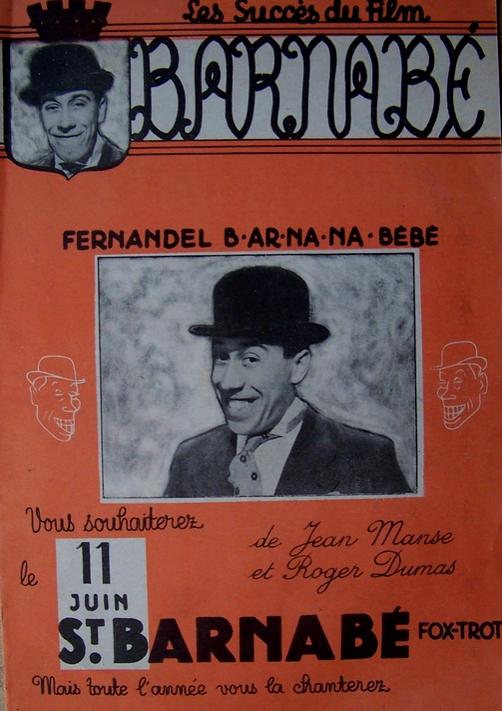 Les Succès du Film
BARNABÉ
FERNANDEL B·AR·NA·NA·BÉBÉ
Vous souhaiterez
de Jean Manse
et Roger Dumas
le 11
JUIN
ST. BARNABÉ FOX-TROT
Mais toute l'année vous la chanterez